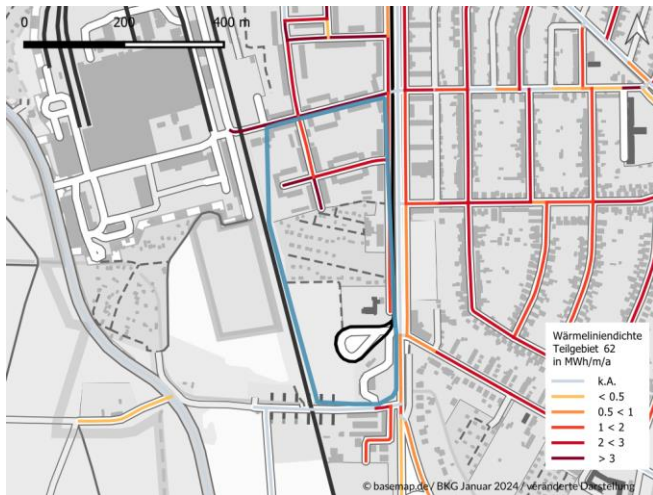 0 200 400 m
Wärmeliniendichte
Teilgebiet 62
in MWh/m/a
k.A.
< 0.5
0.5 < 1
1 < 2
2 < 3
> 3
© basemap.de/ BKG Januar 2024/ veränderte Darstellung